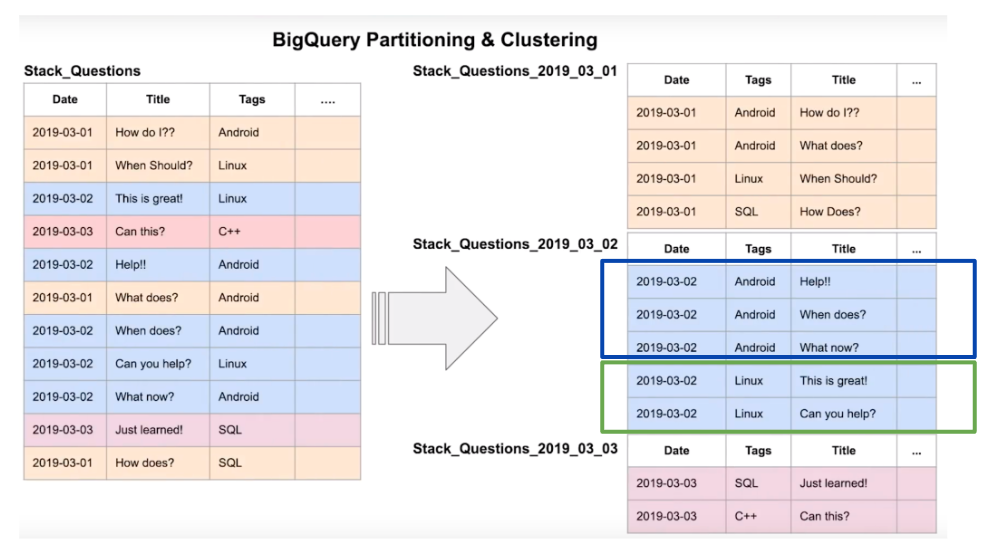 BigQuery Partitioning & Clustering
Stack_Questions
Date Title Tags ....
2019-03-01 How do I?? Android
2019-03-01 When Should? Linux
2019-03-02 This is great! Linux
2019-03-03 Can this? C++
2019-03-02 Help!! Android
2019-03-01 What does? Android
2019-03-02 When does? Android
2019-03-02 Can you help? Linux
2019-03-02 What now? Android
2019-03-03 Just learned! SQL
2019-03-01 How does? SQL
Stack_Questions_2019_03_01
Date Tags Title ...
2019-03-01 Android How do I??
2019-03-01 Android What does?
2019-03-01 Linux When Should?
2019-03-01 SQL How Does?
Stack_Questions_2019_03_02
Date Tags Title ...
2019-03-02 Android Help!!
2019-03-02 Android When does?
2019-03-02 Android What now?
2019-03-02 Linux This is great!
2019-03-02 Linux Can you help?
Stack_Questions_2019_03_03
Date Tags Title ...
2019-03-03 SQL Just learned!
2019-03-03 C++ Can this?